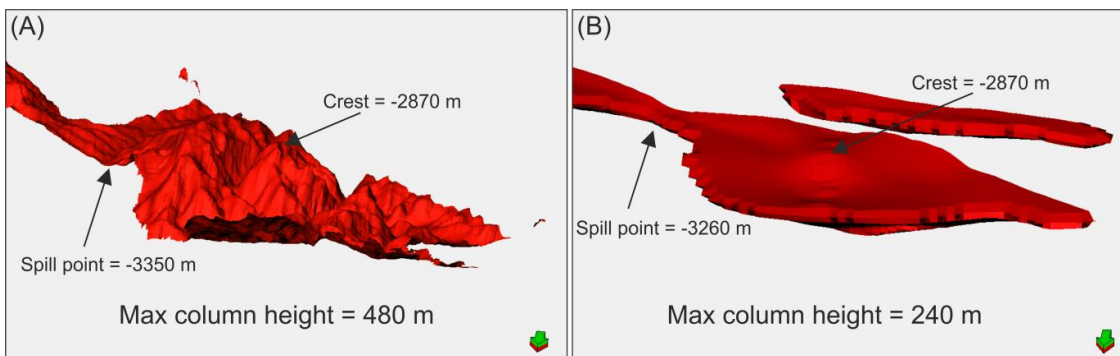 (A)
Crest = -2870 m
Spill point = -3350 m
Max column height = 480 m
(B)
Crest = -2870 m
Spill point = -3260 m
Max column height = 240 m